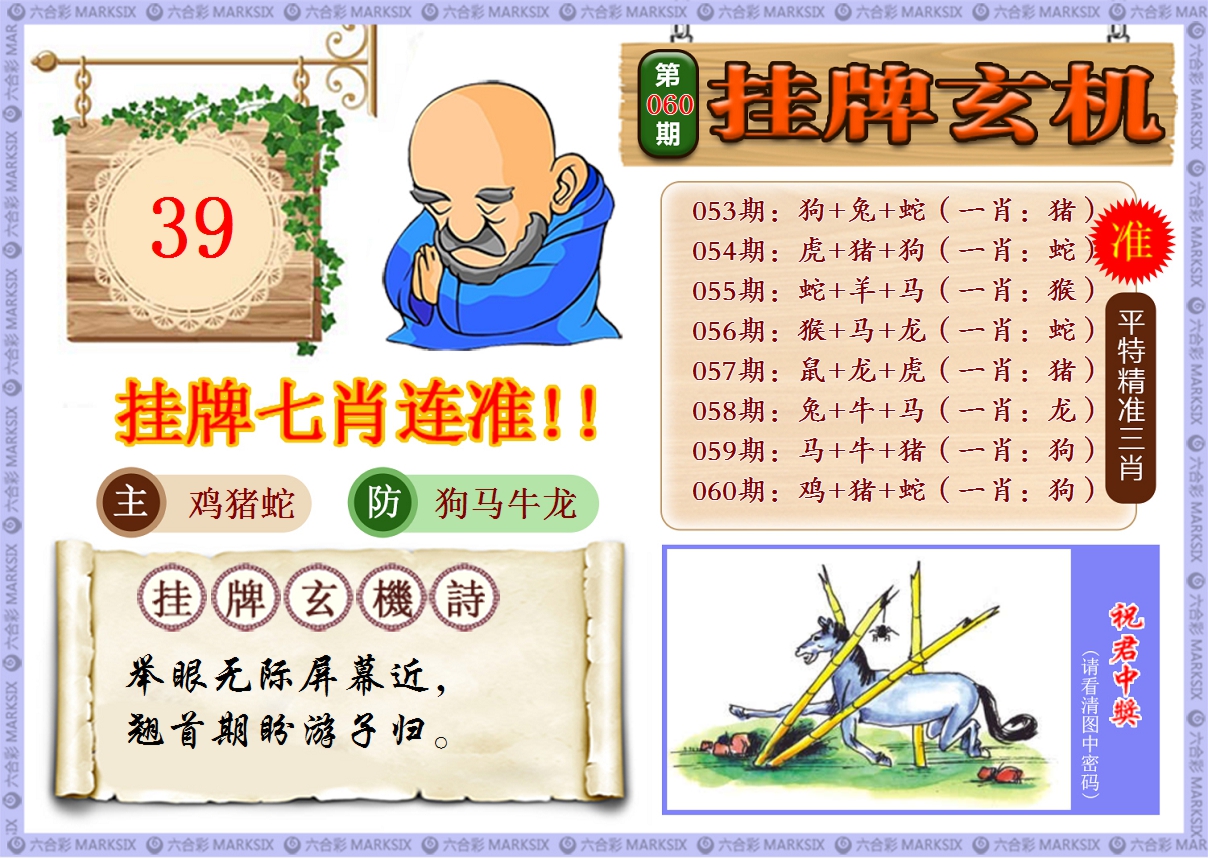 六合彩 MARKSIX
39
挂牌七肖连准!!
主 鸡猪蛇
防 狗马牛龙
挂牌玄機詩
举眼无际屏幕近，
翘首期盼游子归。
第
060
期
挂牌玄机
053期：狗+兔+蛇（一肖：猪）
054期：虎+猪+狗（一肖：蛇）
055期：蛇+羊+马（一肖：猴）
056期：猴+马+龙（一肖：蛇）
057期：鼠+龙+虎（一肖：猪）
058期：兔+牛+马（一肖：龙）
059期：马+牛+猪（一肖：狗）
060期：鸡+猪+蛇（一肖：狗）
准
平特精准三肖
祝君中奖
（请看清图中密码）